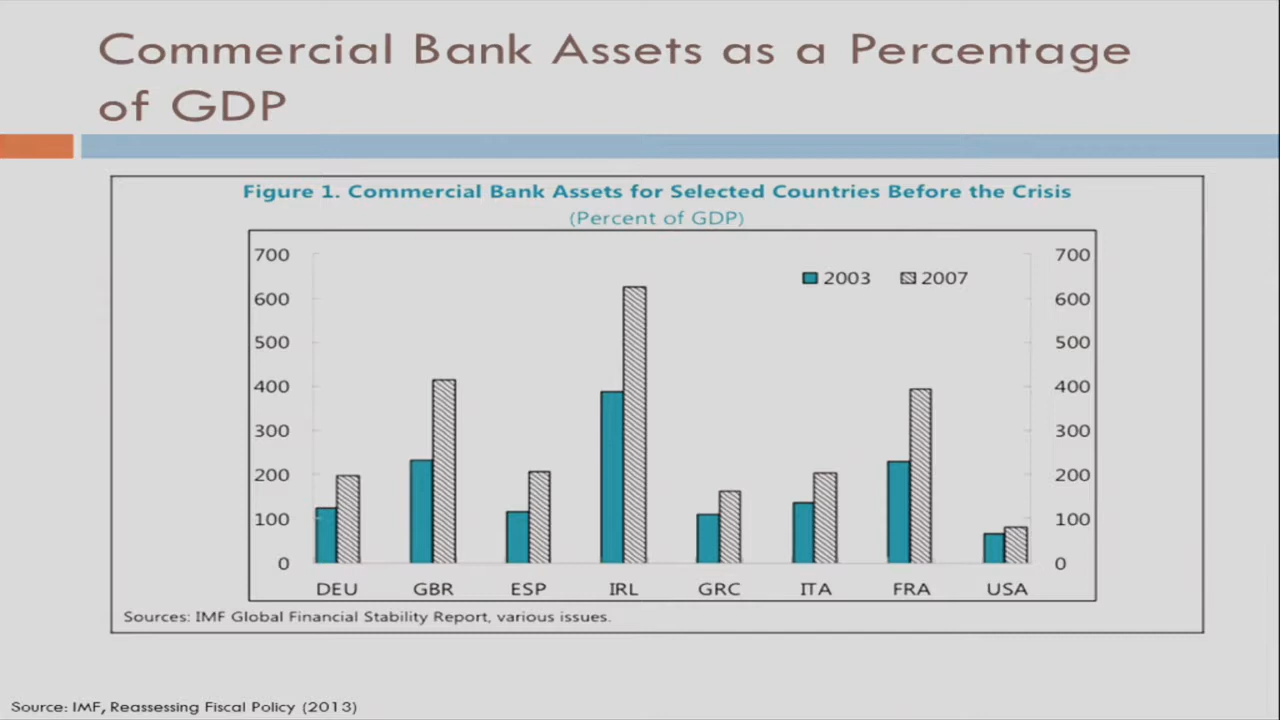 Commercial Bank Assets as a Percentage
of GDP
Figure 1. Commercial Bank Assets for Selected Countries Before the Crisis
(Percent of GDP)
700 700
2003 2007
600 600
500 500
400 400
300 300
200 200
100 100
0 0
DEU GBR ESP IRL GRC ITA FRA USA
Sources: IMF Global Financial Stability Report, various issues.
Source: IMF, Reassessing Fiscal Policy (2013)